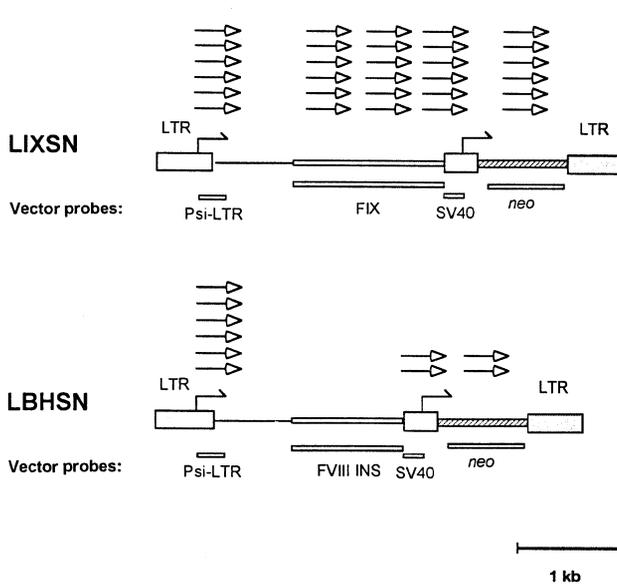 LTR
LTR
LIXSN
Vector probes:
Psi-LTR
FIX
SV40
neo
LTR
LTR
LBHSN
Vector probes:
Psi-LTR
FVIII INS
SV40
neo
1 kb